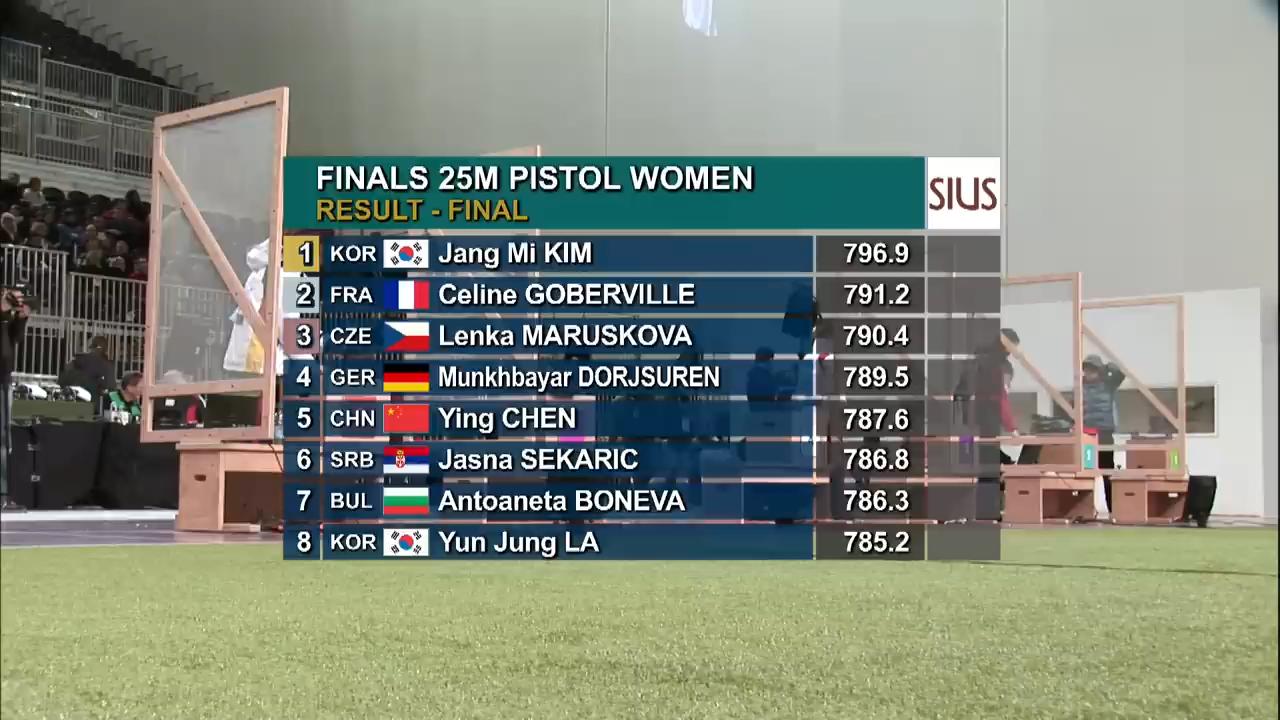 FINALS 25M PISTOL WOMEN
RESULT - FINAL
SIUS
1 KOR Jang Mi KIM 796.9
2 FRA Celine GOBERVILLE 791.2
3 CZE Lenka MARUSKOVA 790.4
4 GER Munkhbayar DORJSUREN 789.5
5 CHN Ying CHEN 787.6
6 SRB Jasna SEKARIC 786.8
7 BUL Antoaneta BONEVA 786.3
8 KOR Yun Jung LA 785.2
1
1